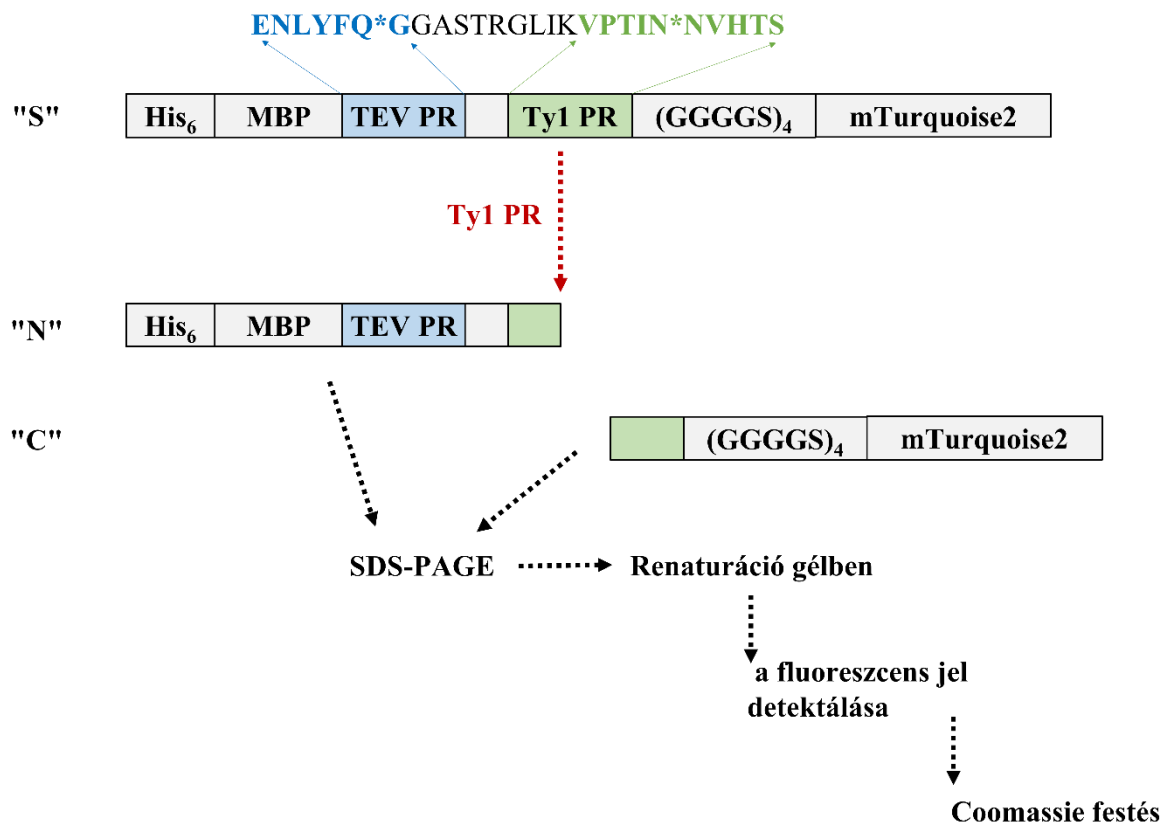 ENLYFQ*GGASTRGLIKVPTIN*NVHTS
"S" His₆ MBP TEV PR Ty1 PR (GGGGS)₄ mTurquoise2
Ty1 PR
"N" His₆ MBP TEV PR
"C" (GGGGS)₄ mTurquoise2
SDS-PAGE Renaturáció gélben
a fluoreszcens jel
detektálása
Coomassie festés